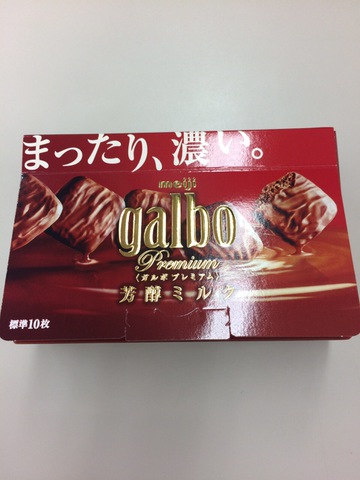 まったり、濃い。
meiji
galbo
Premium
〈ガルボ プレミアム〉
芳醇ミルク
標準10枚